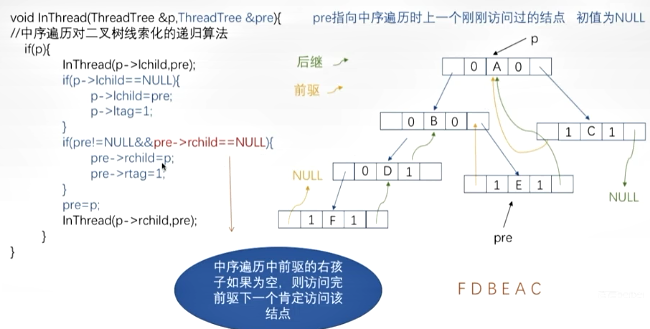 void InThread(ThreadTree &p,ThreadTree &pre){
//中序遍历对二叉树线索化的递归算法
if(p){
InThread(p->lchild,pre);
if(p->lchild==NULL){
p->lchild=pre;
p->ltag=1;
}
if(pre!=NULL&&pre->rchild==NULL){
pre->rchild=p;
pre->rtag=1;
}
pre=p;
InThread(p->rchild,pre);
}
}
中序遍历中前驱的右孩
子如果为空，则访问完
前驱下一个肯定访问该
结点
pre指向中序遍历时上一个刚刚访问过的结点 初值为NULL
后继
前驱
p
0 A 0
0 B 0
1 C 1
0 D 1
1 E 1
1 F 1
NULL
NULL
pre
F D B E A C